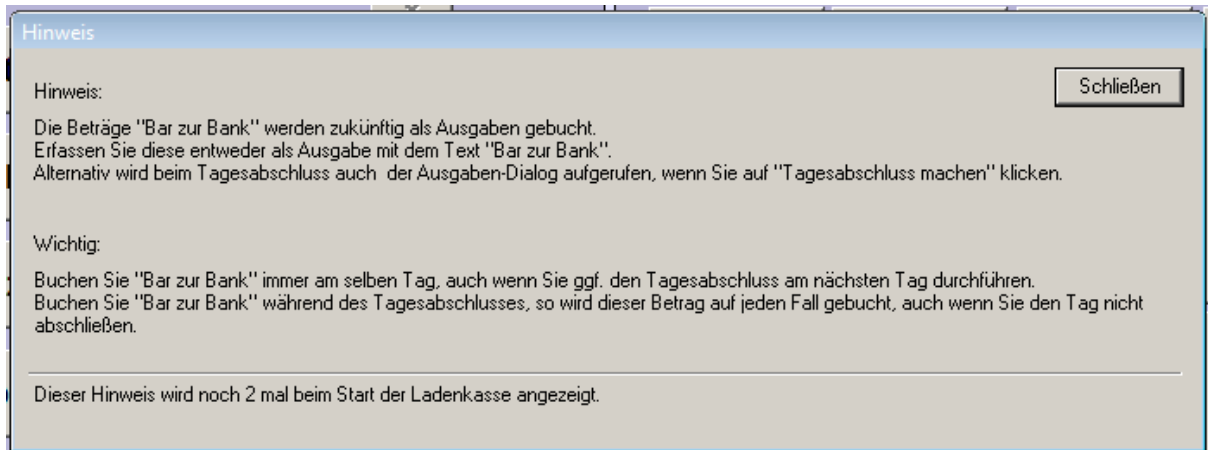 Hinweis
Schließen
Hinweis:
Die Beträge "Bar zur Bank" werden zukünftig als Ausgaben gebucht.
Erfassen Sie diese entweder als Ausgabe mit dem Text "Bar zur Bank".
Alternativ wird beim Tagesabschluss auch  der Ausgaben-Dialog aufgerufen, wenn Sie auf "Tagesabschluss machen" klicken.
Wichtig:
Buchen Sie "Bar zur Bank" immer am selben Tag, auch wenn Sie ggf. den Tagesabschluss am nächsten Tag durchführen.
Buchen Sie "Bar zur Bank" während des Tagesabschlusses, so wird dieser Betrag auf jeden Fall gebucht, auch wenn Sie den Tag nicht
abschließen.
Dieser Hinweis wird noch 2 mal beim Start der Ladenkasse angezeigt.